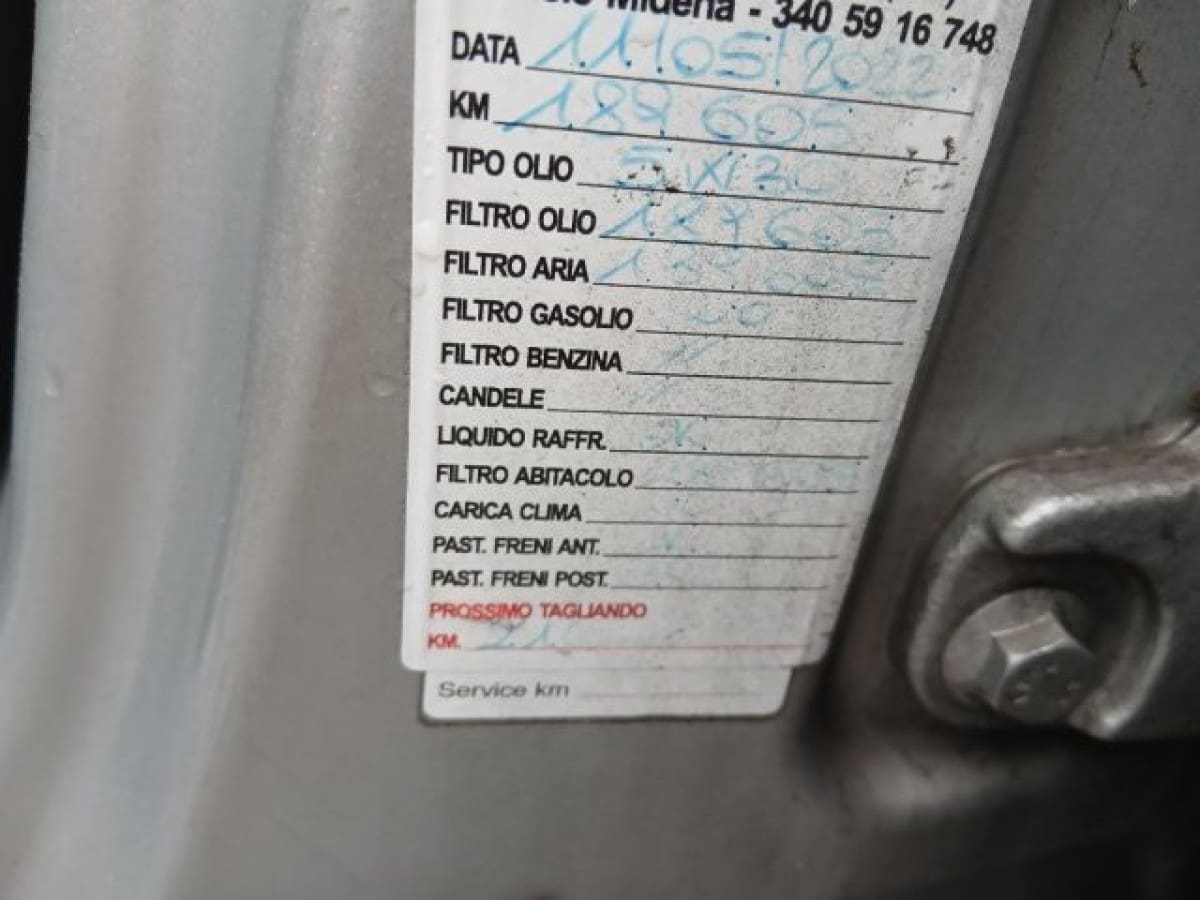 Midena - 340 59 16 748
DATA 11/05/2022
KM 189 605
TIPO OLIO 5W30
FILTRO OLIO 189605
FILTRO ARIA
FILTRO GASOLIO
FILTRO BENZINA
CANDELE
LIQUIDO RAFFR.
FILTRO ABITACOLO
CARICA CLIMA
PAST. FRENI ANT.
PAST. FRENI POST.
PROSSIMO TAGLIANDO
KM. 21
Service km